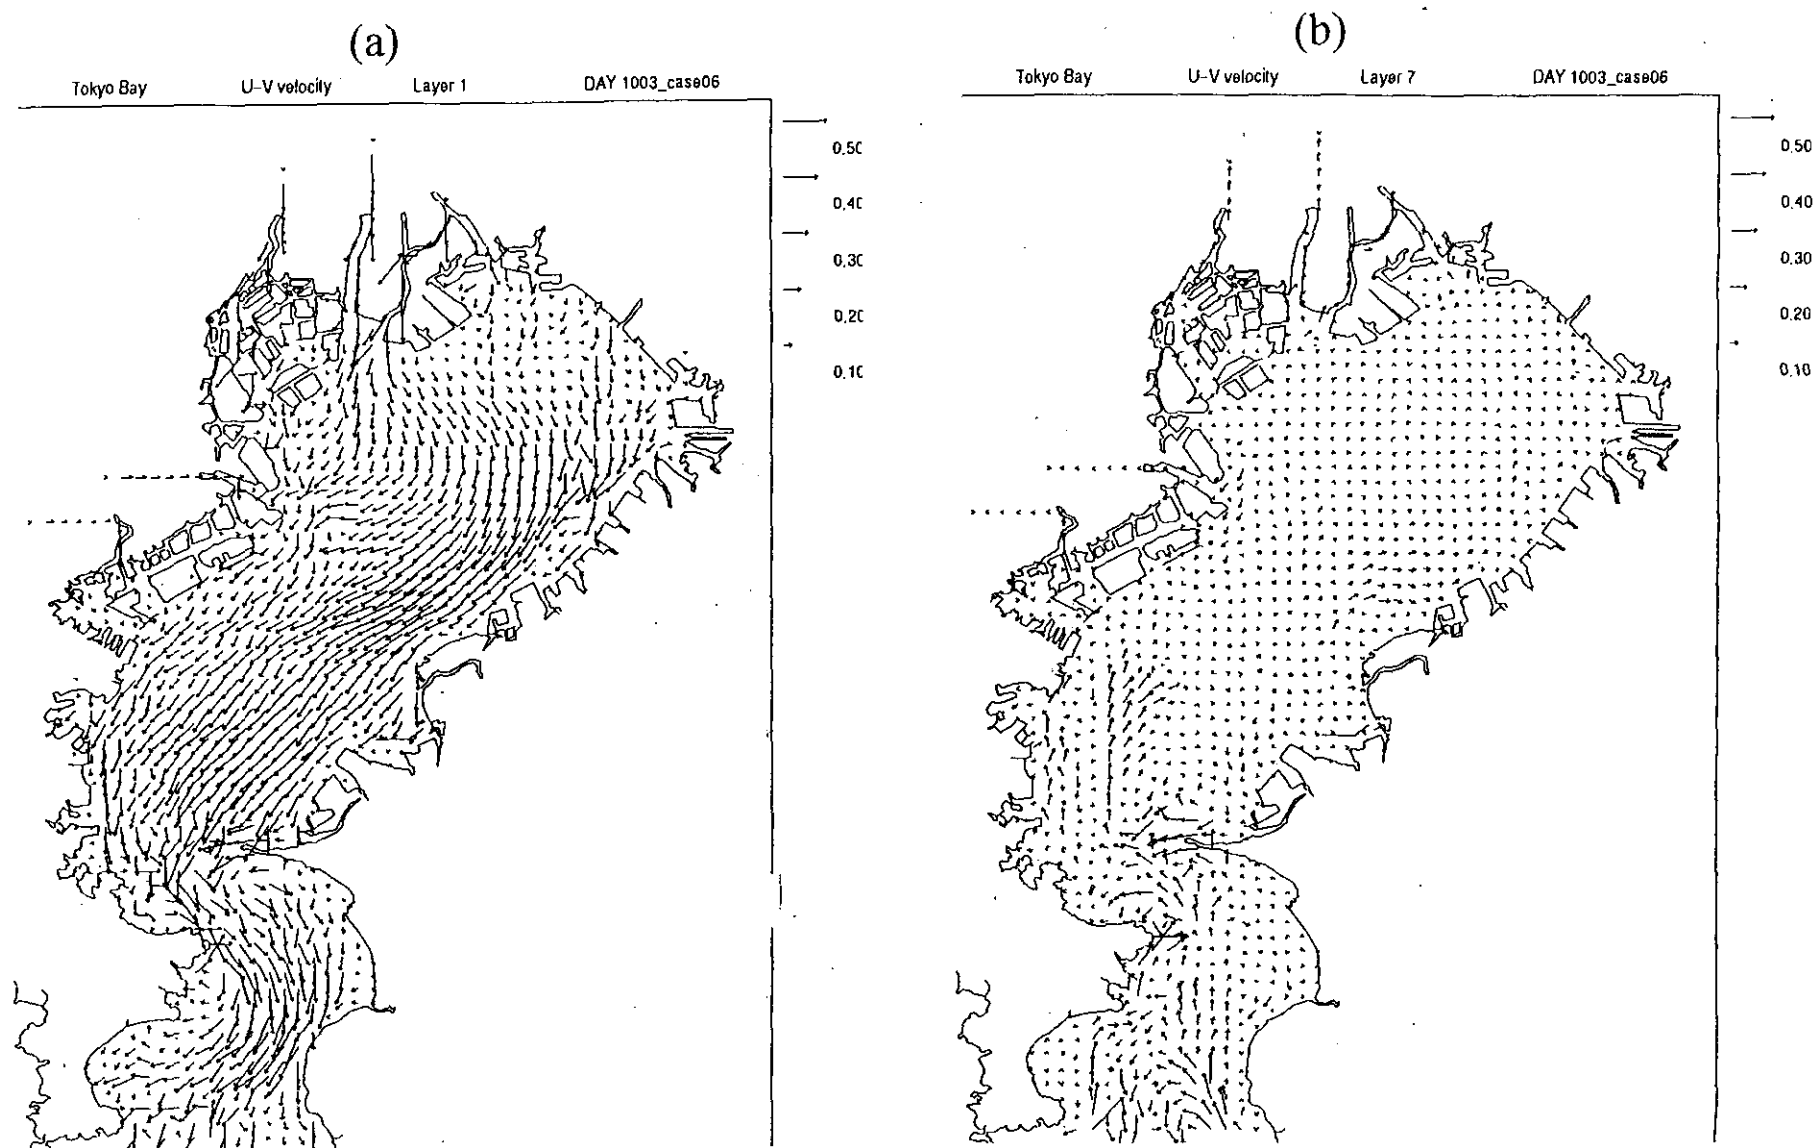 (a)
Tokyo Bay U-V velocity Layer 1 DAY 1003_case06
0.50
0.40
0.30
0.20
0.10
(b)
Tokyo Bay U-V velocity Layer 7 DAY 1003_case06
0.50
0.40
0.30
0.20
0.10